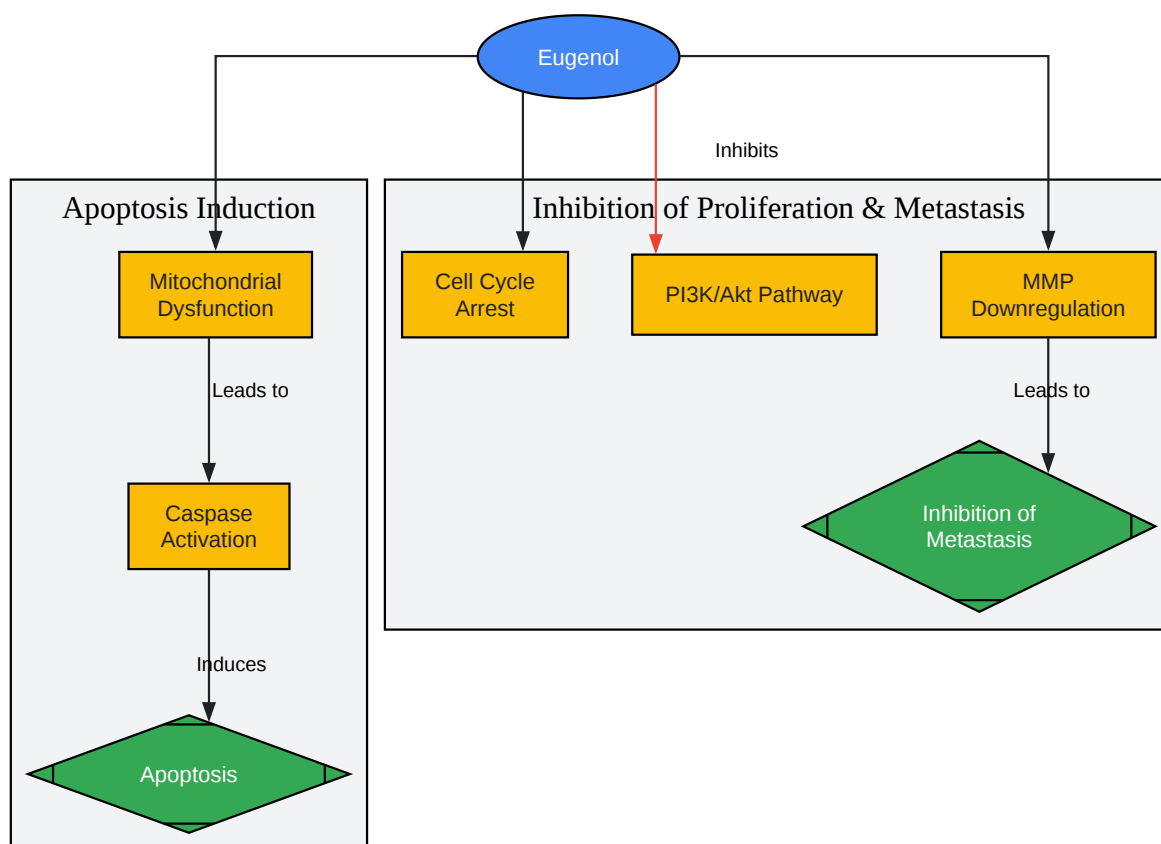 Eugenol
Inhibits
Apoptosis Induction
Inhibition of Proliferation & Metastasis
Mitochondrial
Dysfunction
Cell Cycle
Arrest
PI3K/Akt Pathway
MMP
Downregulation
Leads to
Leads to
Caspase
Activation
Inhibition of
Metastasis
Induces
Apoptosis